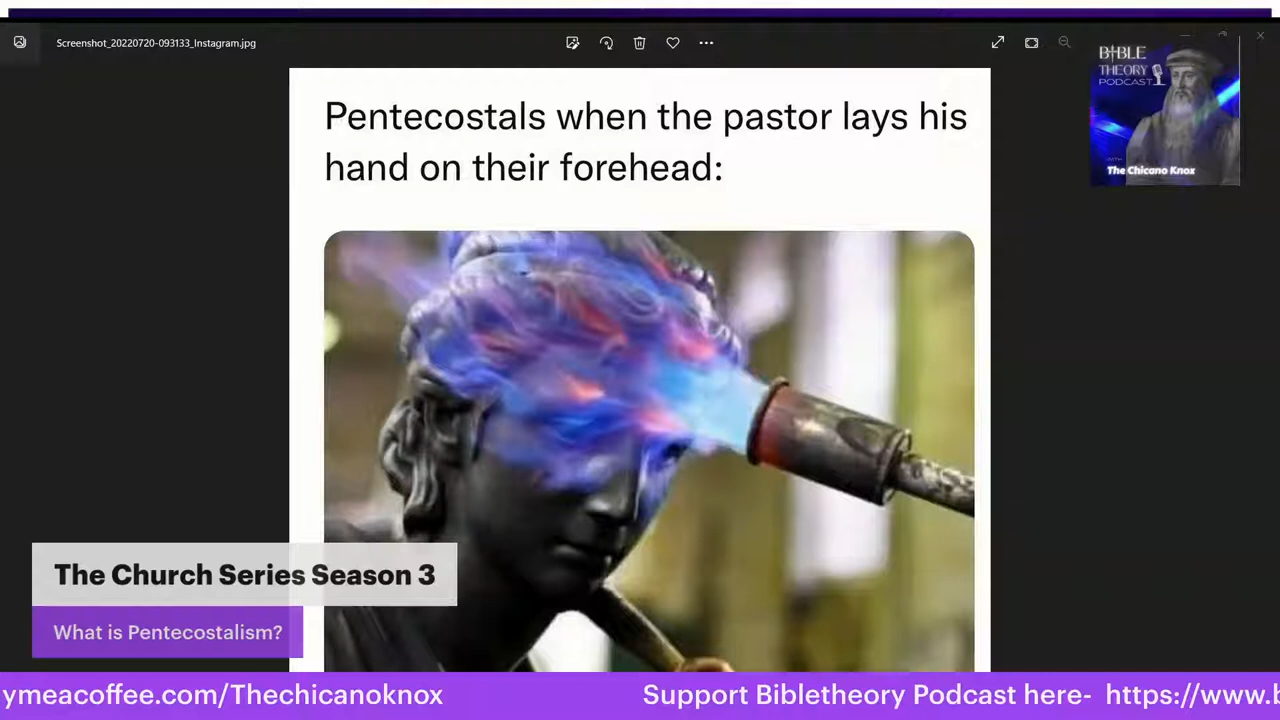 Screenshot_20220720-093133_Instagram.jpg
BIBLE
THEORY
PODCAST
WITH
The Chicano Knox
Pentecostals when the pastor lays his
hand on their forehead:
The Church Series Season 3
What is Pentecostalism?
ymeacoffee.com/Thechicanoknox Support Bibletheory Podcast here- https://www.b